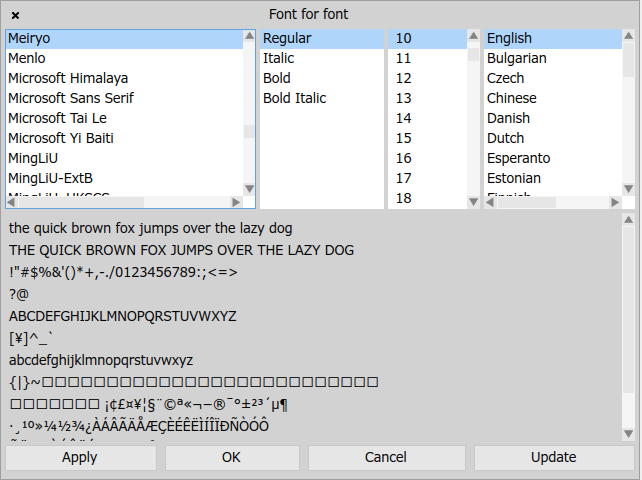 Font for font
Meiryo
Menlo
Microsoft Himalaya
Microsoft Sans Serif
Microsoft Tai Le
Microsoft Yi Baiti
MingLiU
MingLiU-ExtB
MingLiU-HKSCS
Regular
Italic
Bold
Bold Italic
10
11
12
13
14
15
16
17
18
English
Bulgarian
Czech
Chinese
Danish
Dutch
Esperanto
Estonian
Finnish
the quick brown fox jumps over the lazy dog
THE QUICK BROWN FOX JUMPS OVER THE LAZY DOG
!"#$%&'()*+,-./0123456789:;<=>
?@
ABCDEFGHIJKLMNOPQRSTUVWXYZ
[¥]^_`
abcdefghijklmnopqrstuvwxyz
{|}~□□□□□□□□□□□□□□□□□□□□□□□□□□
□□□□□□□ ¡¢£¤¥¦§¨©ª«¬–®¯°±²³´µ¶
·¸¹º»¼½¾¿ÀÁÂÃÄÅÆÇÈÉÊËÌÍÎÏÐÑÒÓÔ
Apply
OK
Cancel
Update